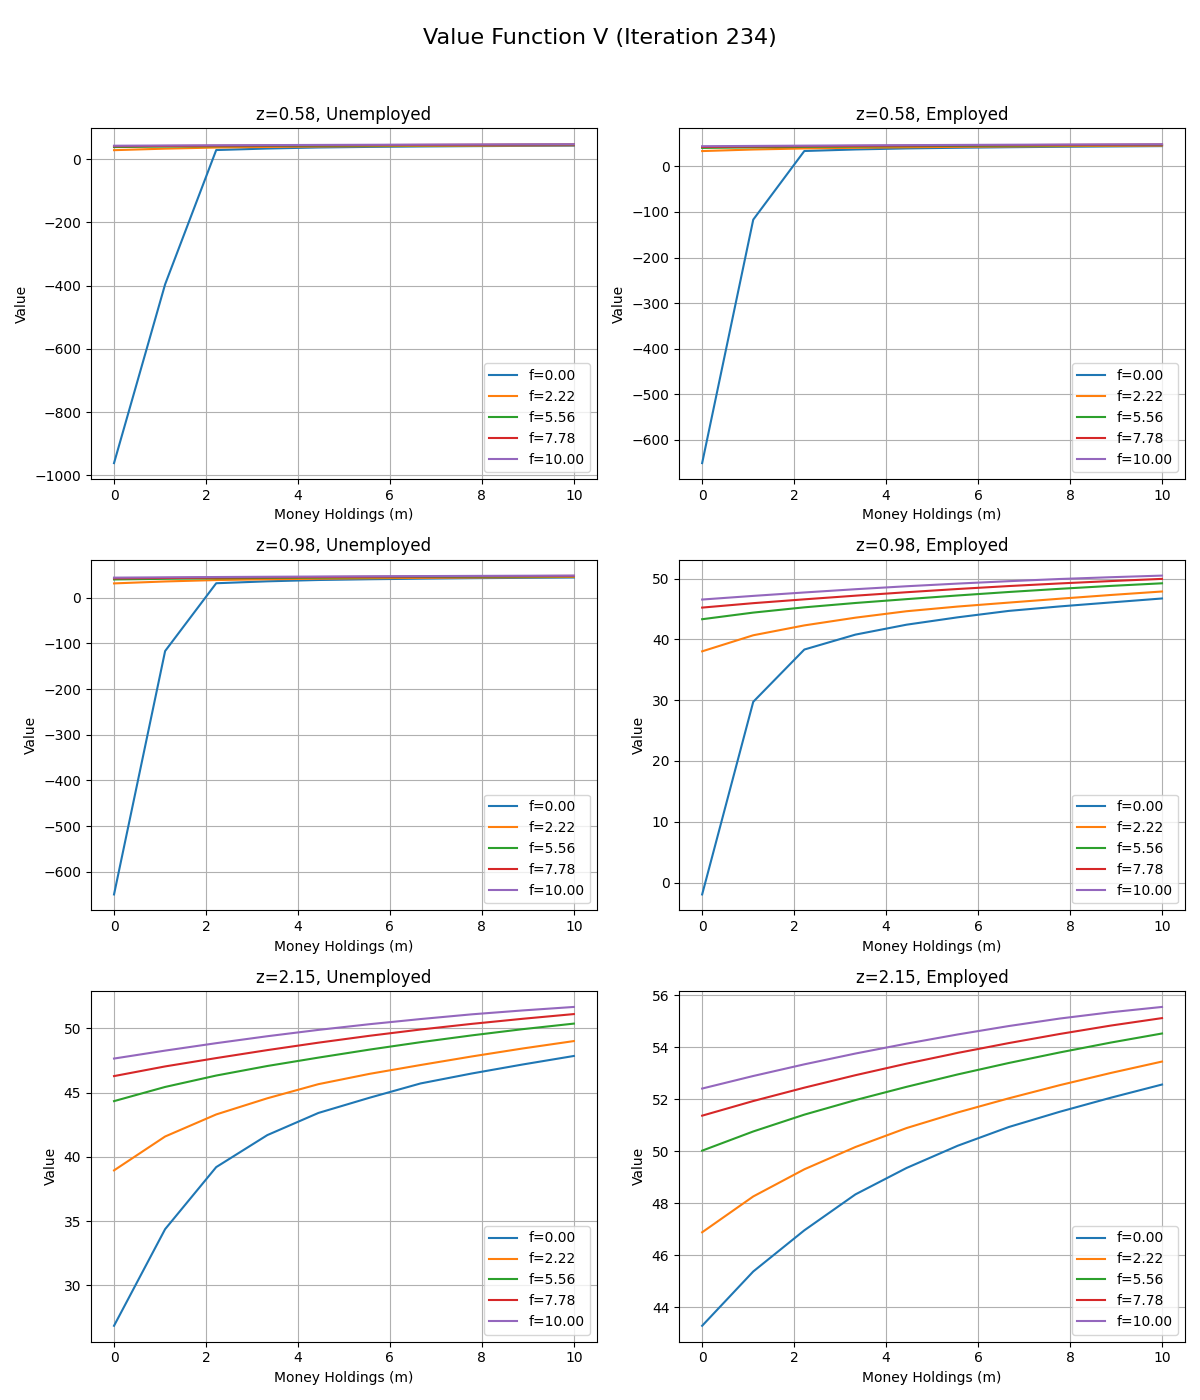 Value Function V (Iteration 234)
z=0.58, Unemployed
Value
0
−200
−400
−600
−800
−1000
0 2 4 6 8 10
Money Holdings (m)
f=0.00
f=2.22
f=5.56
f=7.78
f=10.00
z=0.58, Employed
Value
0
−100
−200
−300
−400
−500
−600
0 2 4 6 8 10
Money Holdings (m)
f=0.00
f=2.22
f=5.56
f=7.78
f=10.00
z=0.98, Unemployed
Value
0
−100
−200
−300
−400
−500
−600
0 2 4 6 8 10
Money Holdings (m)
f=0.00
f=2.22
f=5.56
f=7.78
f=10.00
z=0.98, Employed
Value
50
40
30
20
10
0
0 2 4 6 8 10
Money Holdings (m)
f=0.00
f=2.22
f=5.56
f=7.78
f=10.00
z=2.15, Unemployed
Value
50
45
40
35
30
0 2 4 6 8 10
Money Holdings (m)
f=0.00
f=2.22
f=5.56
f=7.78
f=10.00
z=2.15, Employed
Value
56
54
52
50
48
46
44
0 2 4 6 8 10
Money Holdings (m)
f=0.00
f=2.22
f=5.56
f=7.78
f=10.00